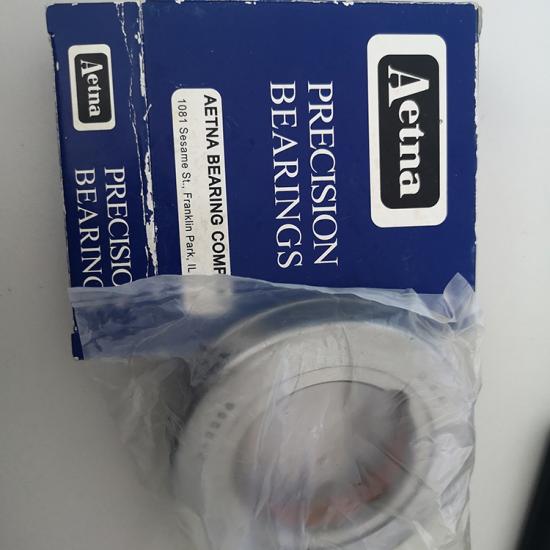 Aetna
PRECISION
BEARINGS
AETNA BEARING COMP
1081 Sesame St., Franklin Park, IL
Aetna
PRECISIO
BEARING